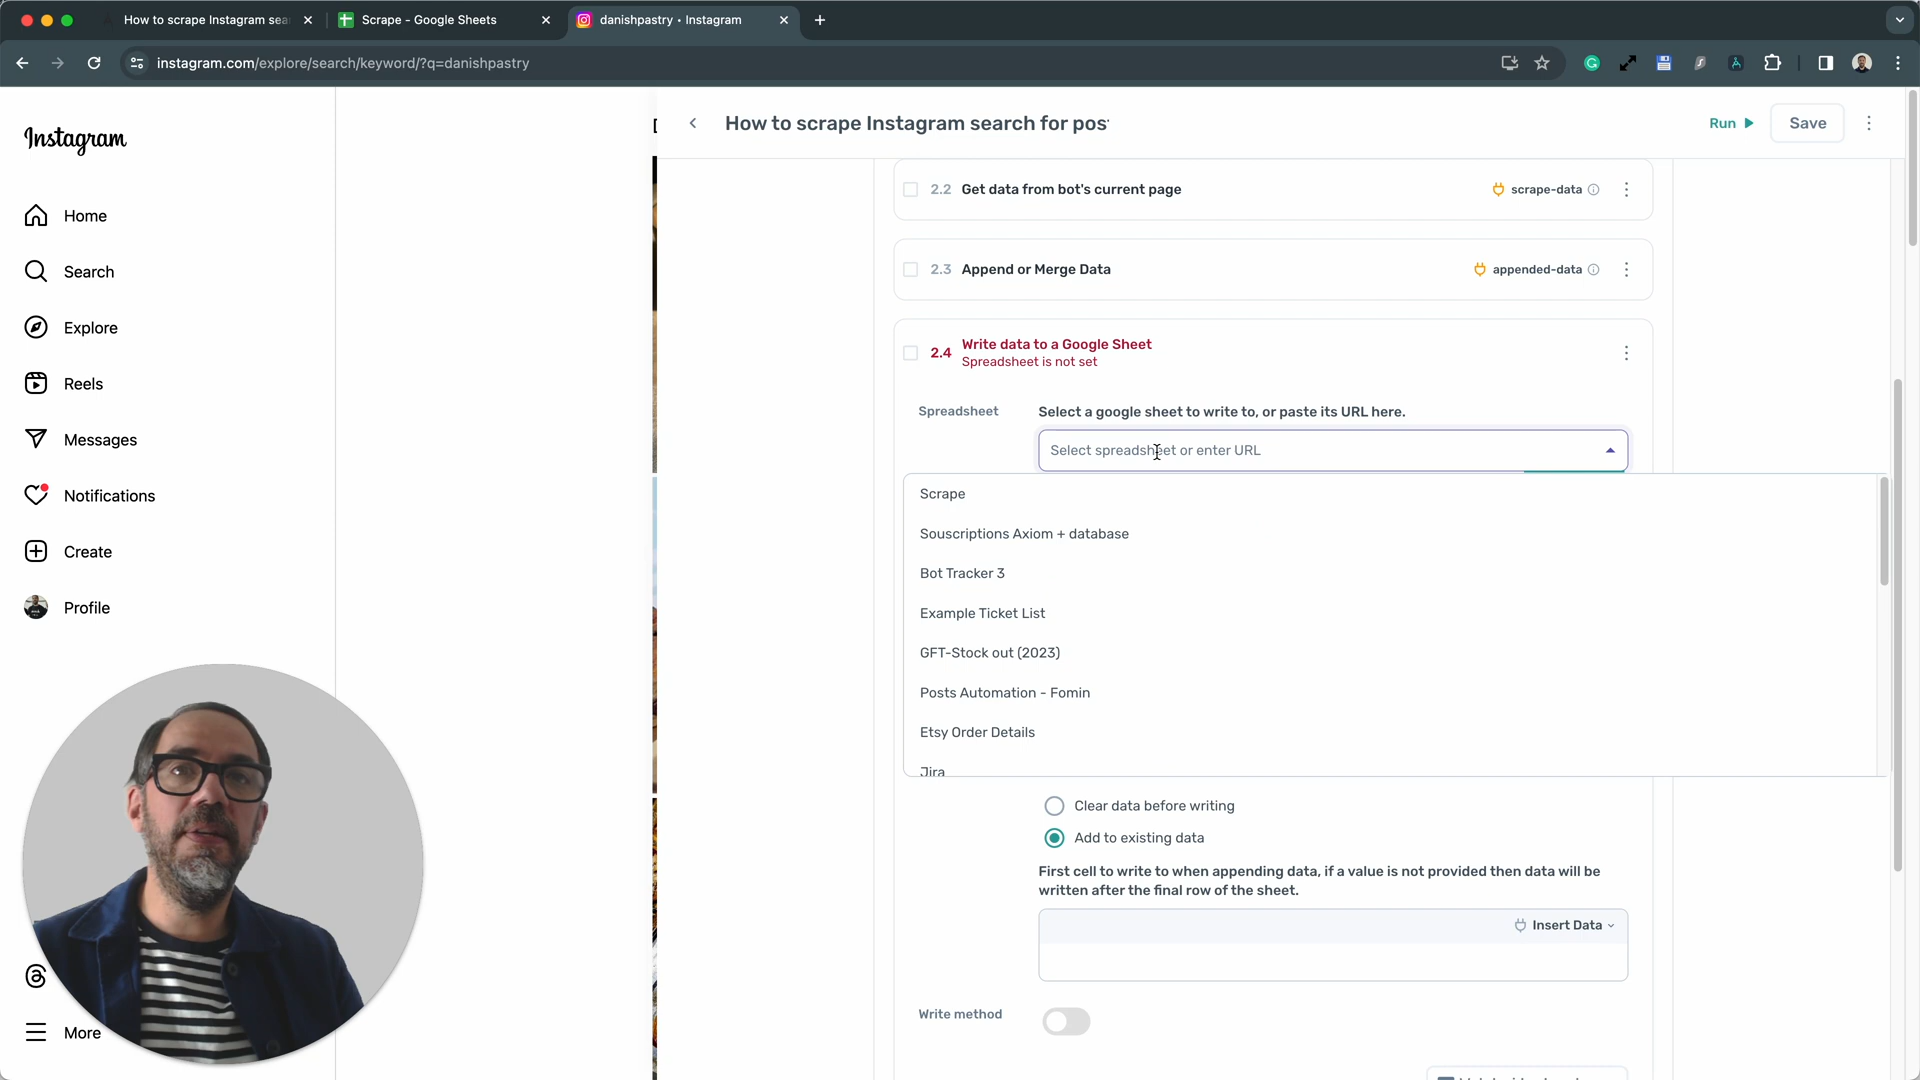 How to scrape Instagram sea
Scrape - Google Sheets
danishpastry • Instagram
instagram.com/explore/search/keyword/?q=danishpastry
Instagram
Home
Search
Explore
Reels
Messages
Notifications
Create
Profile
More
How to scrape Instagram search for pos
Run
Save
2.2 Get data from bot's current page
scrape-data
2.3 Append or Merge Data
appended-data
2.4 Write data to a Google Sheet
Spreadsheet is not set
Spreadsheet
Select a google sheet to write to, or paste its URL here.
Select spreadsheet or enter URL
Scrape
Souscriptions Axiom + database
Bot Tracker 3
Example Ticket List
GFT-Stock out (2023)
Posts Automation - Fomin
Etsy Order Details
Jira
Clear data before writing
Add to existing data
First cell to write to when appending data, if a value is not provided then data will be
written after the final row of the sheet.
Insert Data
Write method